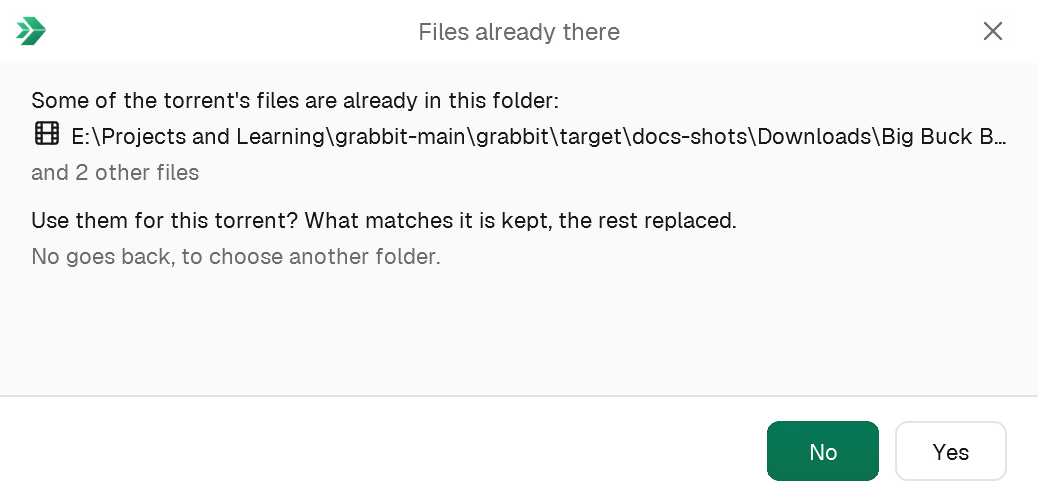 Files already there
Some of the torrent's files are already in this folder:
E:\Projects and Learning\grabbit-main\grabbit\target\docs-shots\Downloads\Big Buck B...
and 2 other files
Use them for this torrent? What matches it is kept, the rest replaced.
No goes back, to choose another folder.
No
Yes